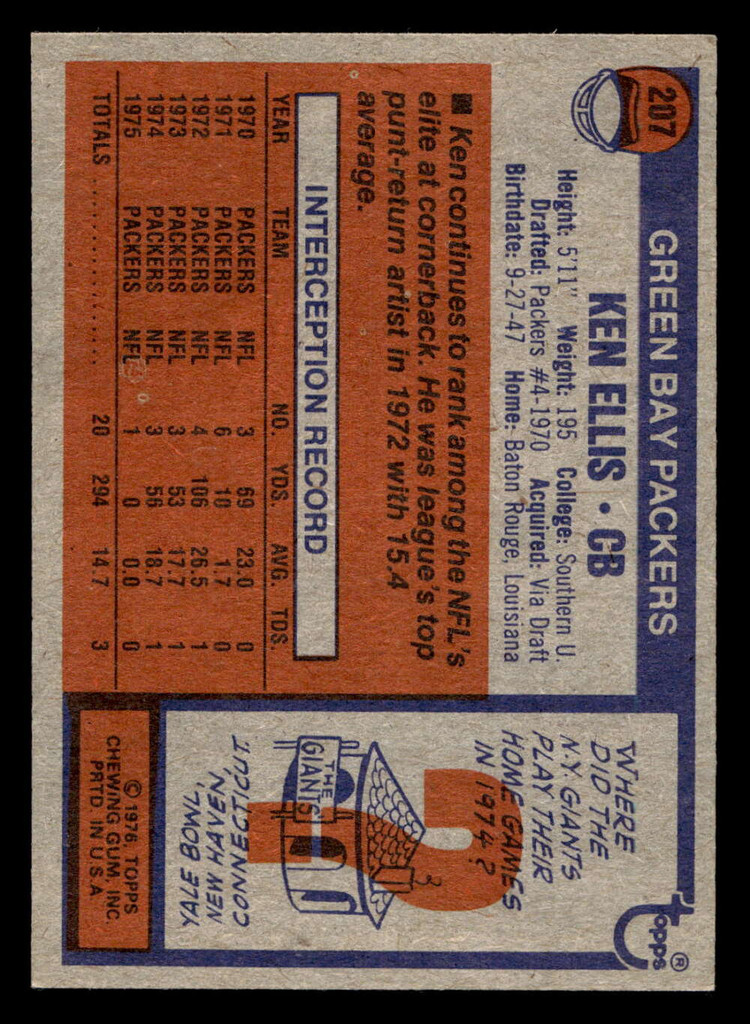 207
GREEN BAY PACKERS
KEN ELLIS • CB
Height: 5'11" Weight: 195 College: Southern U.
Drafted: Packers #4-1970 Acquired: Via Draft
Birthdate: 9-27-47 Home: Baton Rouge, Louisiana
■ Ken continues to rank among the NFL's
elite at cornerback. He was league's top
punt-return artist in 1972 with 15.4
average.
INTERCEPTION RECORD
YEAR TEAM NO. YDS. AVG. TDS.
1970 PACKERS NFL 3 69 23.0 0
1971 PACKERS NFL 6 10 1.7 0
1972 PACKERS NFL 4 106 26.5 1
1973 PACKERS NFL 3 53 17.7 1
1974 PACKERS NFL 3 56 18.7 1
1975 PACKERS NFL 1 0 0.0 0
TOTALS .................... 20 294 14.7 3
topps®
WHERE
DID THE
N.Y. GIANTS
PLAY THEIR
HOME GAMES
IN 1974?
?
THE
GIANTS
YALE BOWL,
NEW HAVEN,
CONNECTICUT
© 1976 TOPPS
CHEWING GUM, INC.
PRTD. IN U.S.A